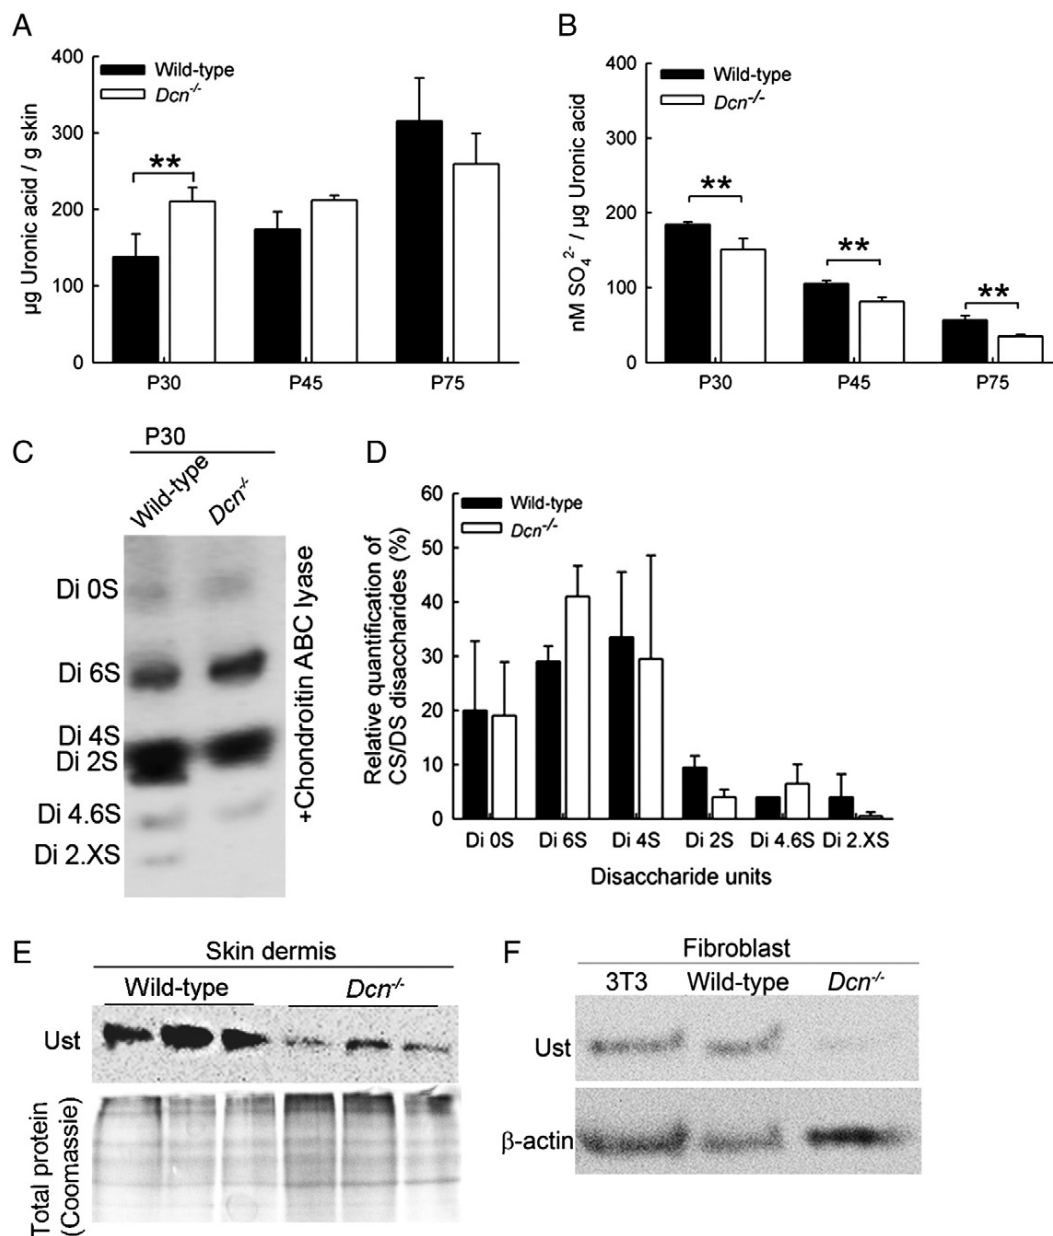 A
400
300
200
100
0
µg Uronic acid / g skin
Wild-type
Dcn-/-
**
P30
P45
P75
B
400
300
200
100
0
nM SO4 2- / µg Uronic acid
Wild-type
Dcn-/-
**
**
**
P30
P45
P75
C
P30
Wild-type
Dcn-/-
Di 0S
Di 6S
Di 4S
Di 2S
Di 4.6S
Di 2.XS
+Chondroitin ABC lyase
D
60
50
40
30
20
10
0
Relative quantification of
CS/DS disaccharides (%)
Wild-type
Dcn-/-
Di 0S
Di 6S
Di 4S
Di 2S
Di 4.6S
Di 2.XS
Disaccharide units
E
Skin dermis
Wild-type
Dcn-/-
Ust
Total protein
(Coomassie)
F
Fibroblast
3T3
Wild-type
Dcn-/-
Ust
β-actin